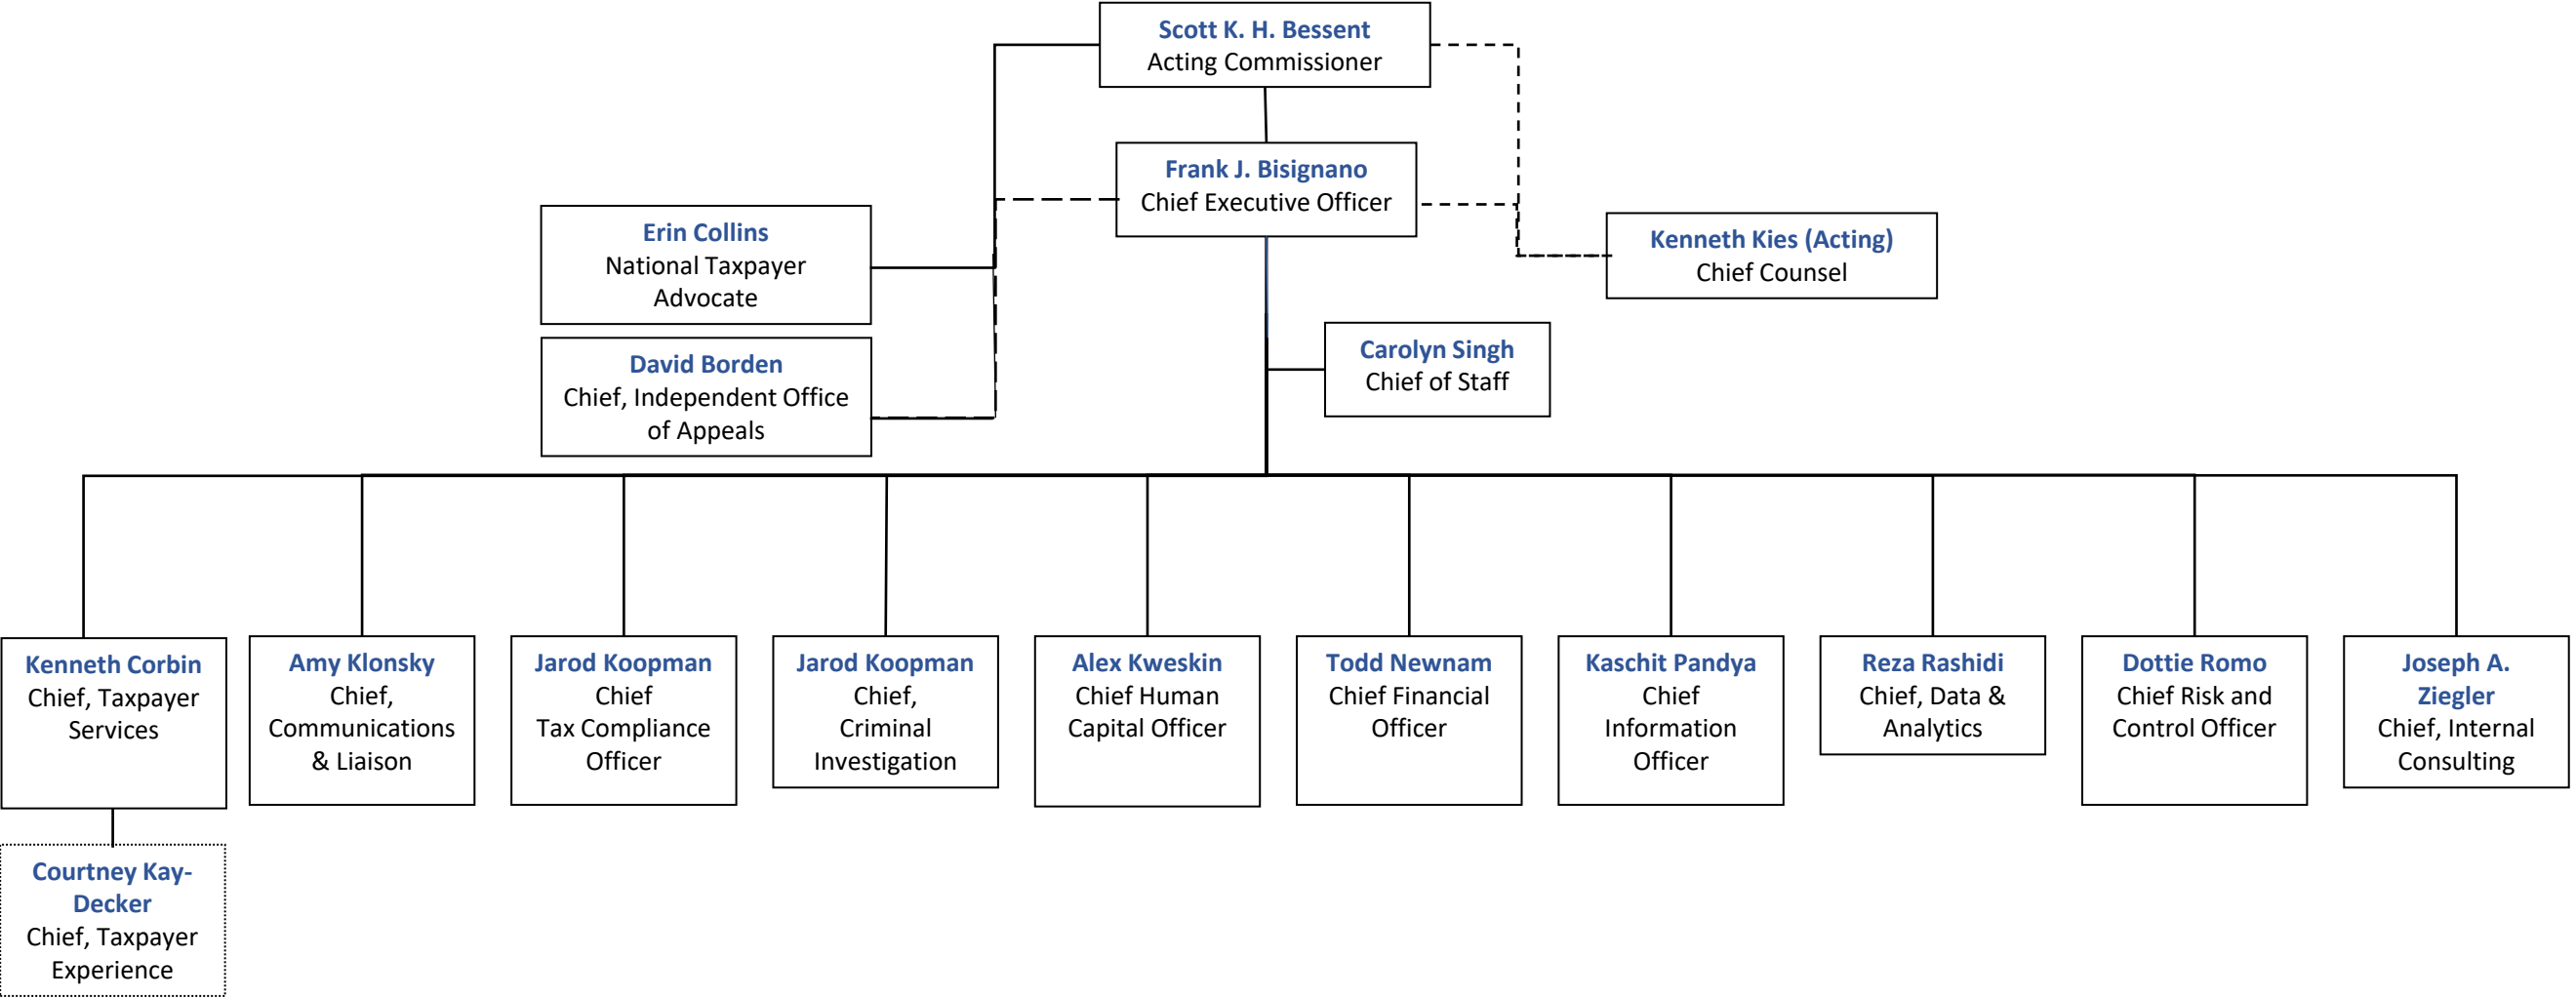 Scott K. H. Bessent
Acting Commissioner
Frank J. Bisignano
Chief Executive Officer
Erin Collins
National Taxpayer
Advocate
Kenneth Kies (Acting)
Chief Counsel
David Borden
Chief, Independent Office
of Appeals
Carolyn Singh
Chief of Staff
Kenneth Corbin
Chief, Taxpayer
Services
Amy Klonsky
Chief,
Communications
& Liaison
Jarod Koopman
Chief
Tax Compliance
Officer
Jarod Koopman
Chief,
Criminal
Investigation
Alex Kweskin
Chief Human
Capital Officer
Todd Newnam
Chief Financial
Officer
Kaschit Pandya
Chief
Information
Officer
Reza Rashidi
Chief, Data &
Analytics
Dottie Romo
Chief Risk and
Control Officer
Joseph A.
Ziegler
Chief, Internal
Consulting
Courtney Kay-
Decker
Chief, Taxpayer
Experience